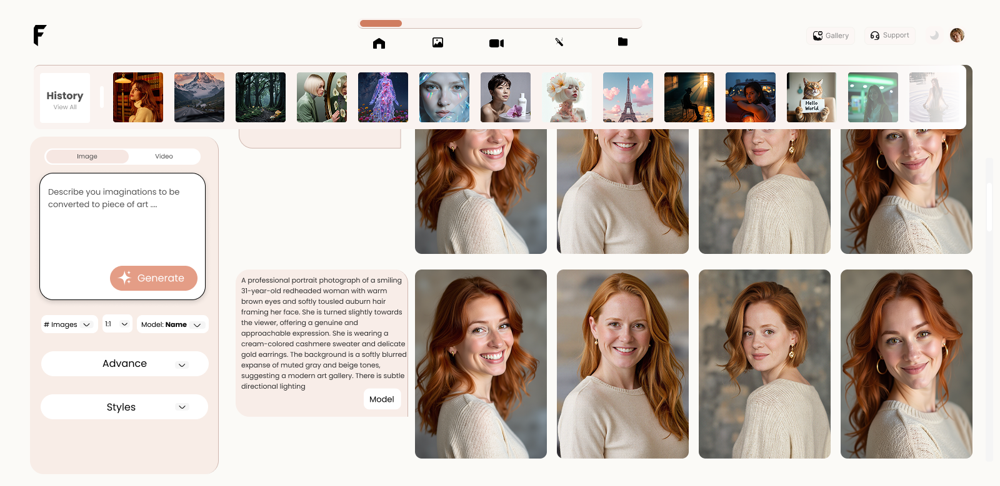 F
Gallery
Support
History
View All
Hello
World
Image
Video
Describe you imaginations to be
converted to piece of art ....
Generate
# Images
1:1
Model: Name
Advance
Styles
A professional portrait photograph of a smiling
31-year-old redheaded woman with warm
brown eyes and softly tousled auburn hair
framing her face. She is turned slightly towards
the viewer, offering a genuine and
approachable expression. She is wearing a
cream-colored cashmere sweater and delicate
gold earrings. The background is a softly blurred
expanse of muted gray and beige tones,
suggesting a modern art gallery. There is subtle
directional lighting
Model